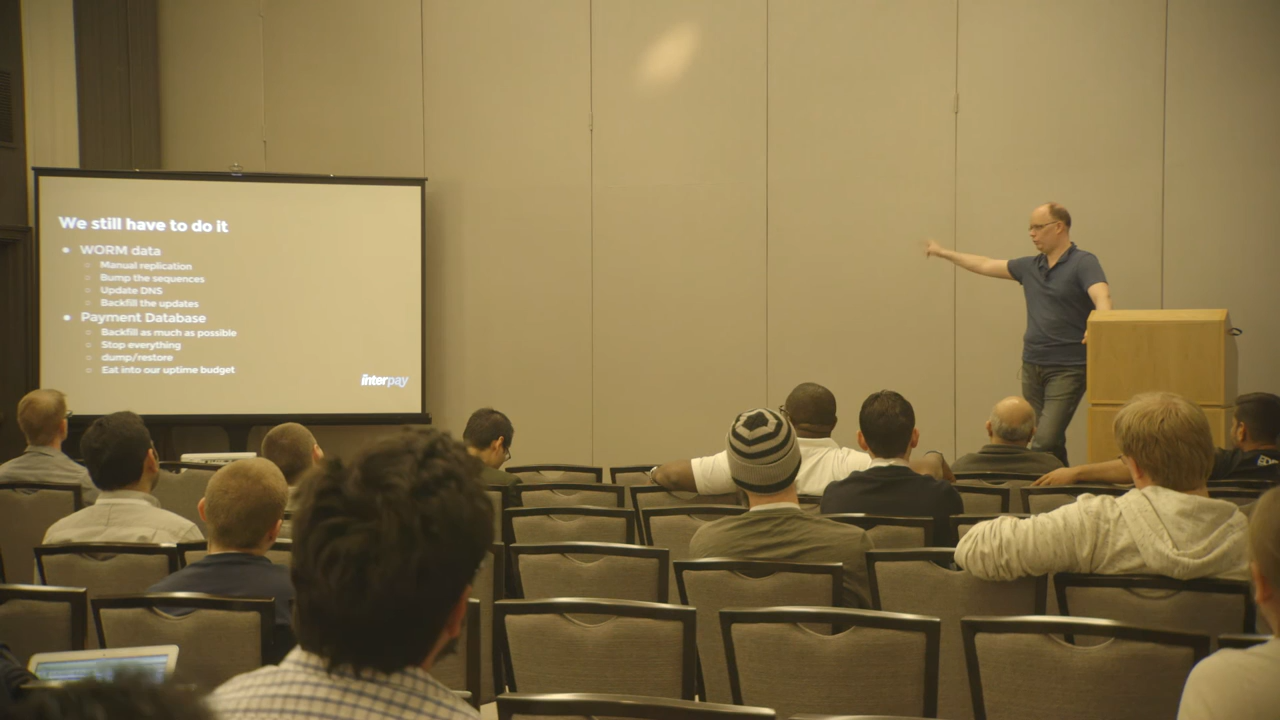 We still have to do it
WORM data
Manual replication
Bump the sequences
Update DNS
Backfill the updates
Payment Database
Backfill as much as possible
Stop everything
dump/restore
Eat into our uptime budget
interpay